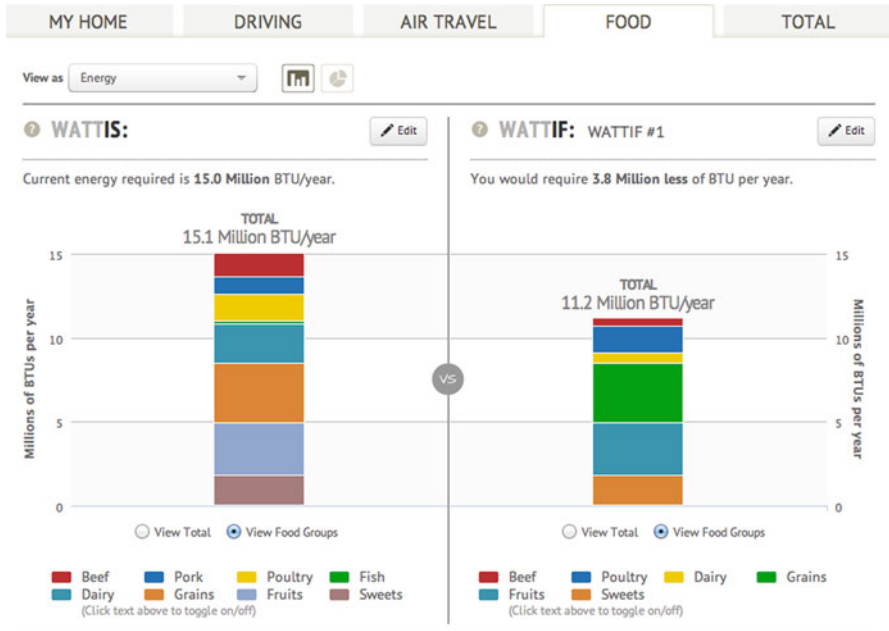 MY HOME DRIVING AIR TRAVEL FOOD TOTAL
View as Energy
? WATTIS: Edit
Current energy required is 15.0 Million BTU/year.
TOTAL
15.1 Million BTU/year
15
10
5
0
Millions of BTUs per year
View Total View Food Groups
Beef Pork Poultry Fish
Dairy Grains Fruits Sweets
(Click text above to toggle on/off)
VS
? WATTIF: WATTIF #1 Edit
You would require 3.8 Million less of BTU per year.
TOTAL
11.2 Million BTU/year
15
10
5
0
Millions of BTUs per year
View Total View Food Groups
Beef Poultry Dairy Grains
Fruits Sweets
(Click text above to toggle on/off)